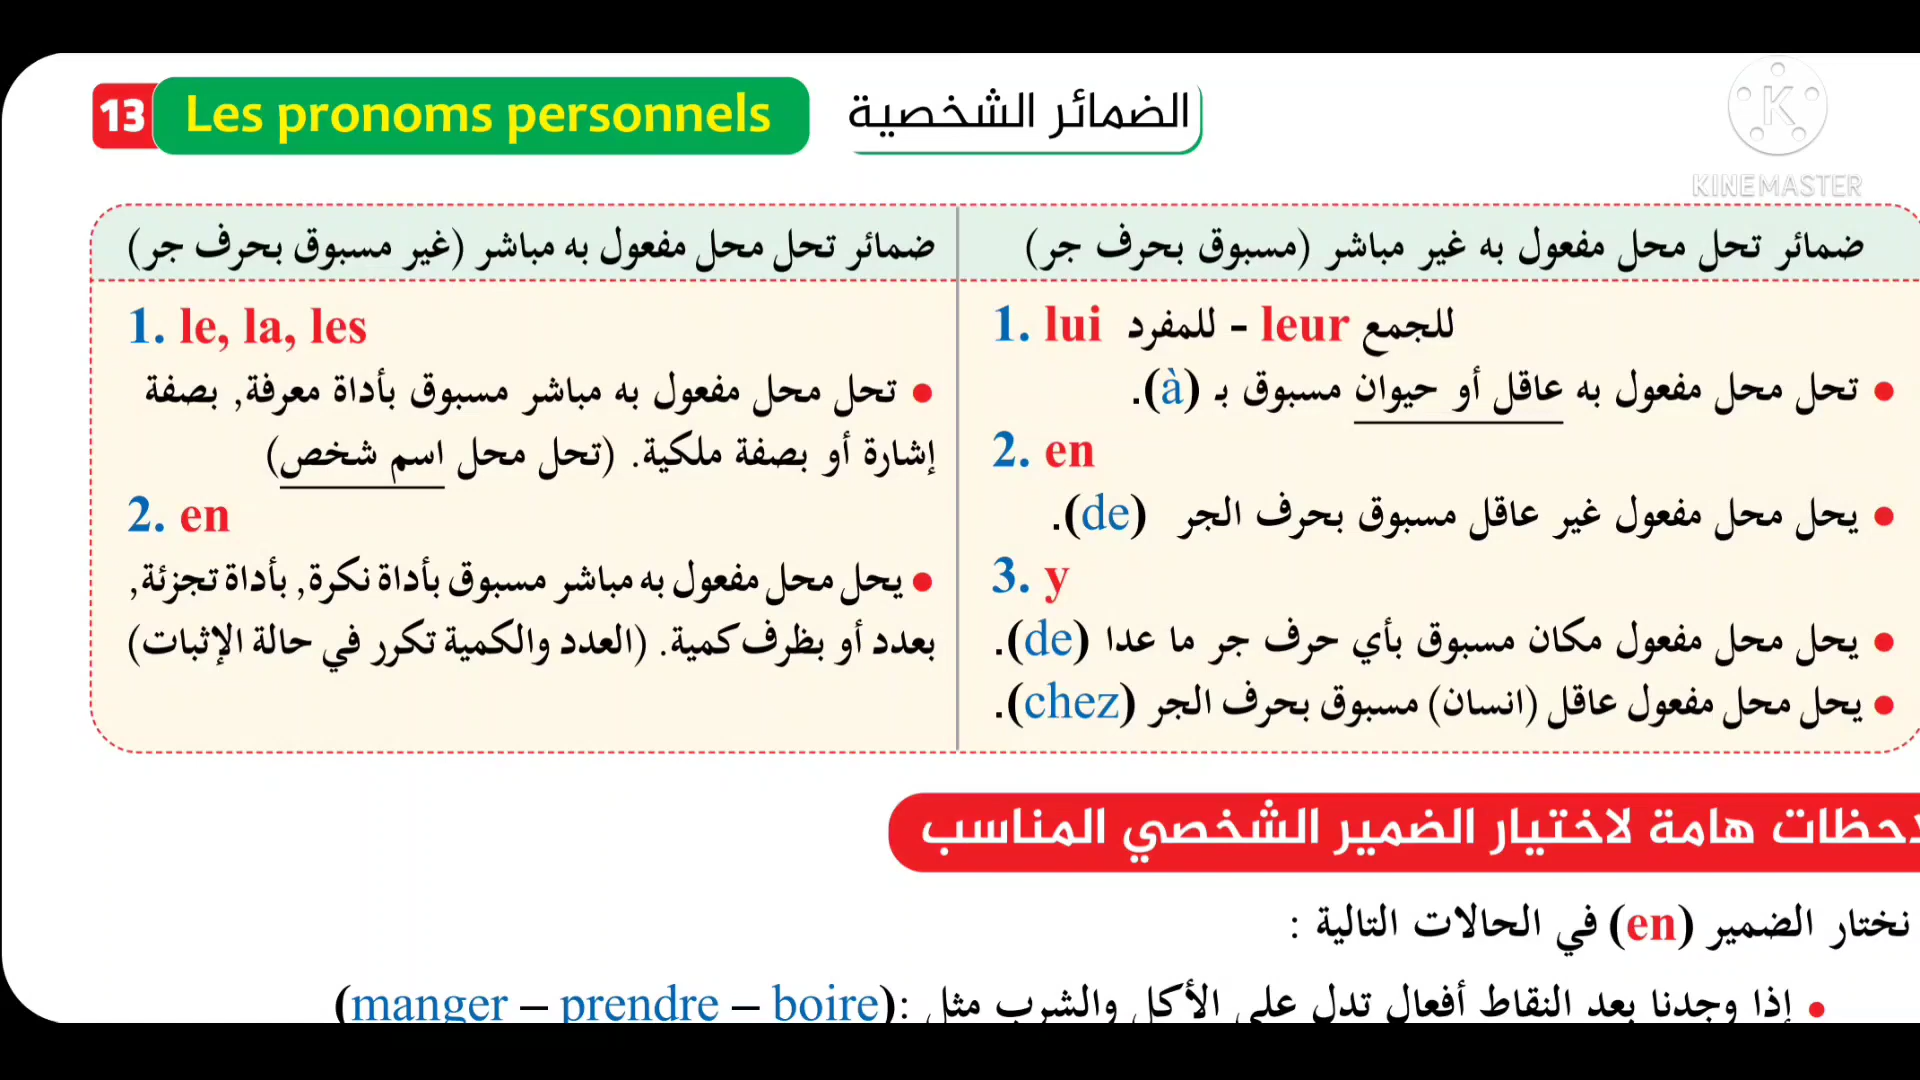 13 Les pronoms personnels الضمائر الشخصية
KINEMASTER
ضمائر تحل محل مفعول به مباشر (غير مسبوق بحرف جر)
1. le, la, les
• تحل محل مفعول به مباشر مسبوق بأداة معرفة, بصفة
إشارة أو بصفة ملكية. (تحل محل اسم شخص)
2. en
• يحل محل مفعول به مباشر مسبوق بأداة نكرة, بأداة تجزئة,
بعدد أو بظرف كمية. (العدد والكمية تكرر في حالة الإثبات)
ضمائر تحل محل مفعول به غير مباشر (مسبوق بحرف جر)
1. lui للمفرد - leur للجمع
• تحل محل مفعول به عاقل أو حيوان مسبوق بـ (à).
2. en
• يحل محل مفعول غير عاقل مسبوق بحرف الجر (de).
3. y
• يحل محل مفعول مكان مسبوق بأي حرف جر ما عدا (de).
• يحل محل مفعول عاقل (انسان) مسبوق بحرف الجر (chez).
حظات هامة لاختيار الضمير الشخصي المناسب
نختار الضمير (en) في الحالات التالية :
• إذا وجدنا بعد النقاط أفعال تدل على الأكل والشرب مثل :(manger – prendre – boire)